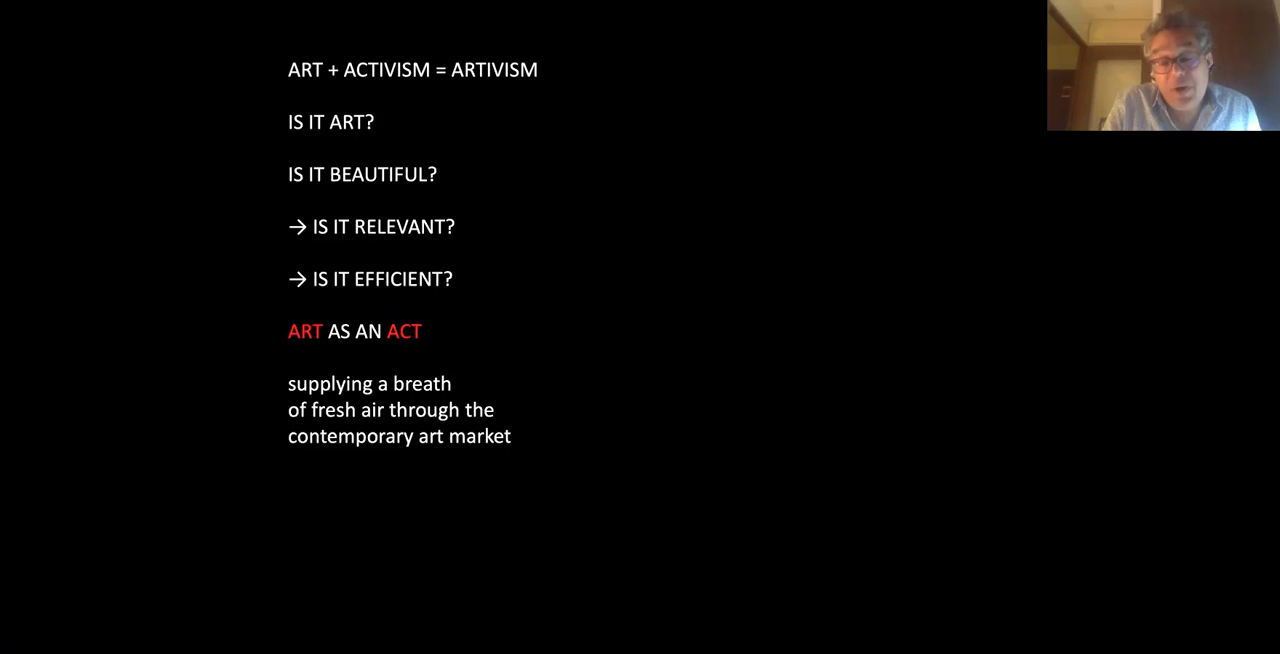 ART + ACTIVISM = ARTIVISM
IS IT ART?
IS IT BEAUTIFUL?
→ IS IT RELEVANT?
→ IS IT EFFICIENT?
ART AS AN ACT
supplying a breath
of fresh air through the
contemporary art market